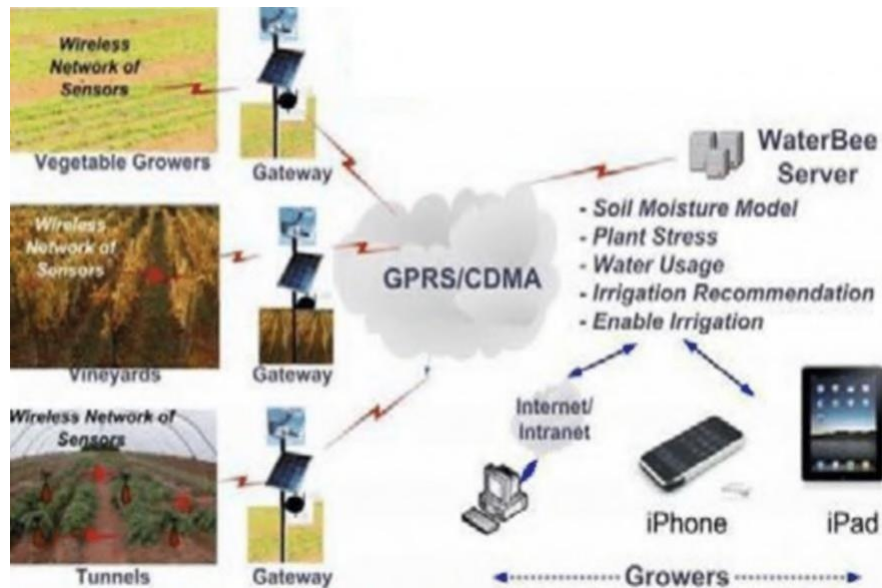 Wireless
Network of
Sensors
Vegetable Growers
Gateway
Wireless
Network of
Sensors
Vineyards
Gateway
Wireless Network of
Sensors
Tunnels
Gateway
GPRS/CDMA
WaterBee
Server
- Soil Moisture Model
- Plant Stress
- Water Usage
- Irrigation Recommendation
- Enable Irrigation
Internet/
Intranet
iPhone
iPad
Growers